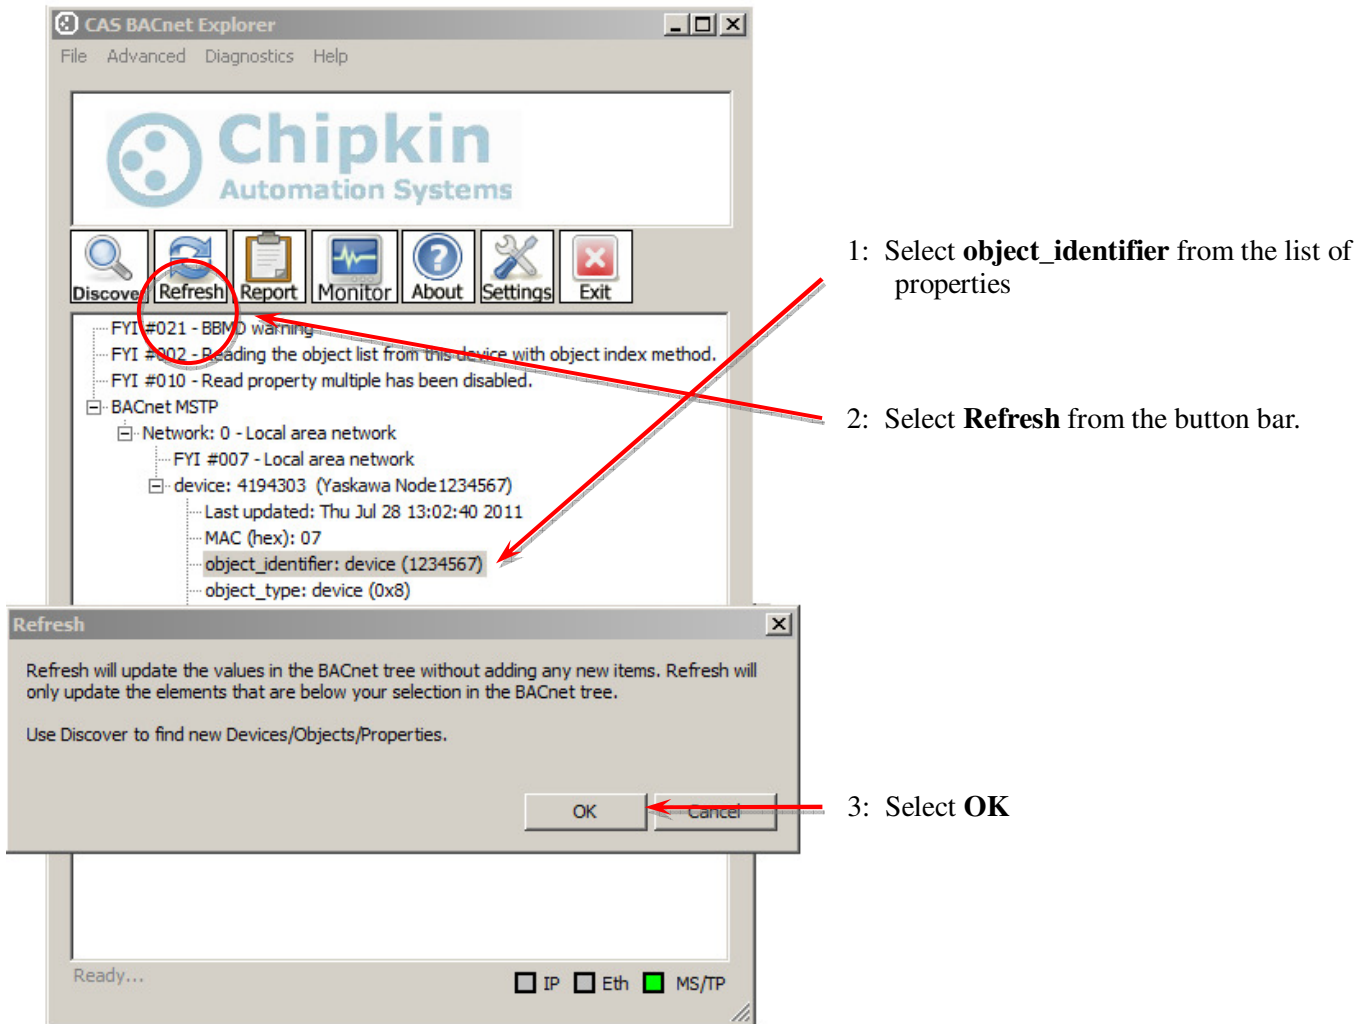 CAS BACnet Explorer
File Advanced Diagnostics Help
Chipkin
Automation Systems
Discover Refresh Report Monitor About Settings Exit
FYI #021 - BBMD warning
FYI #002 - Reading the object list from this device with object index method.
FYI #010 - Read property multiple has been disabled.
BACnet MSTP
Network: 0 - Local area network
FYI #007 - Local area network
device: 4194303 (Yaskawa Node1234567)
Last updated: Thu Jul 28 13:02:40 2011
MAC (hex): 07
object_identifier: device (1234567)
object_type: device (0x8)
Refresh
Refresh will update the values in the BACnet tree without adding any new items. Refresh will
only update the elements that are below your selection in the BACnet tree.
Use Discover to find new Devices/Objects/Properties.
OK Cancel
Ready...
IP Eth MS/TP
1: Select object_identifier from the list of
properties
2: Select Refresh from the button bar.
3: Select OK